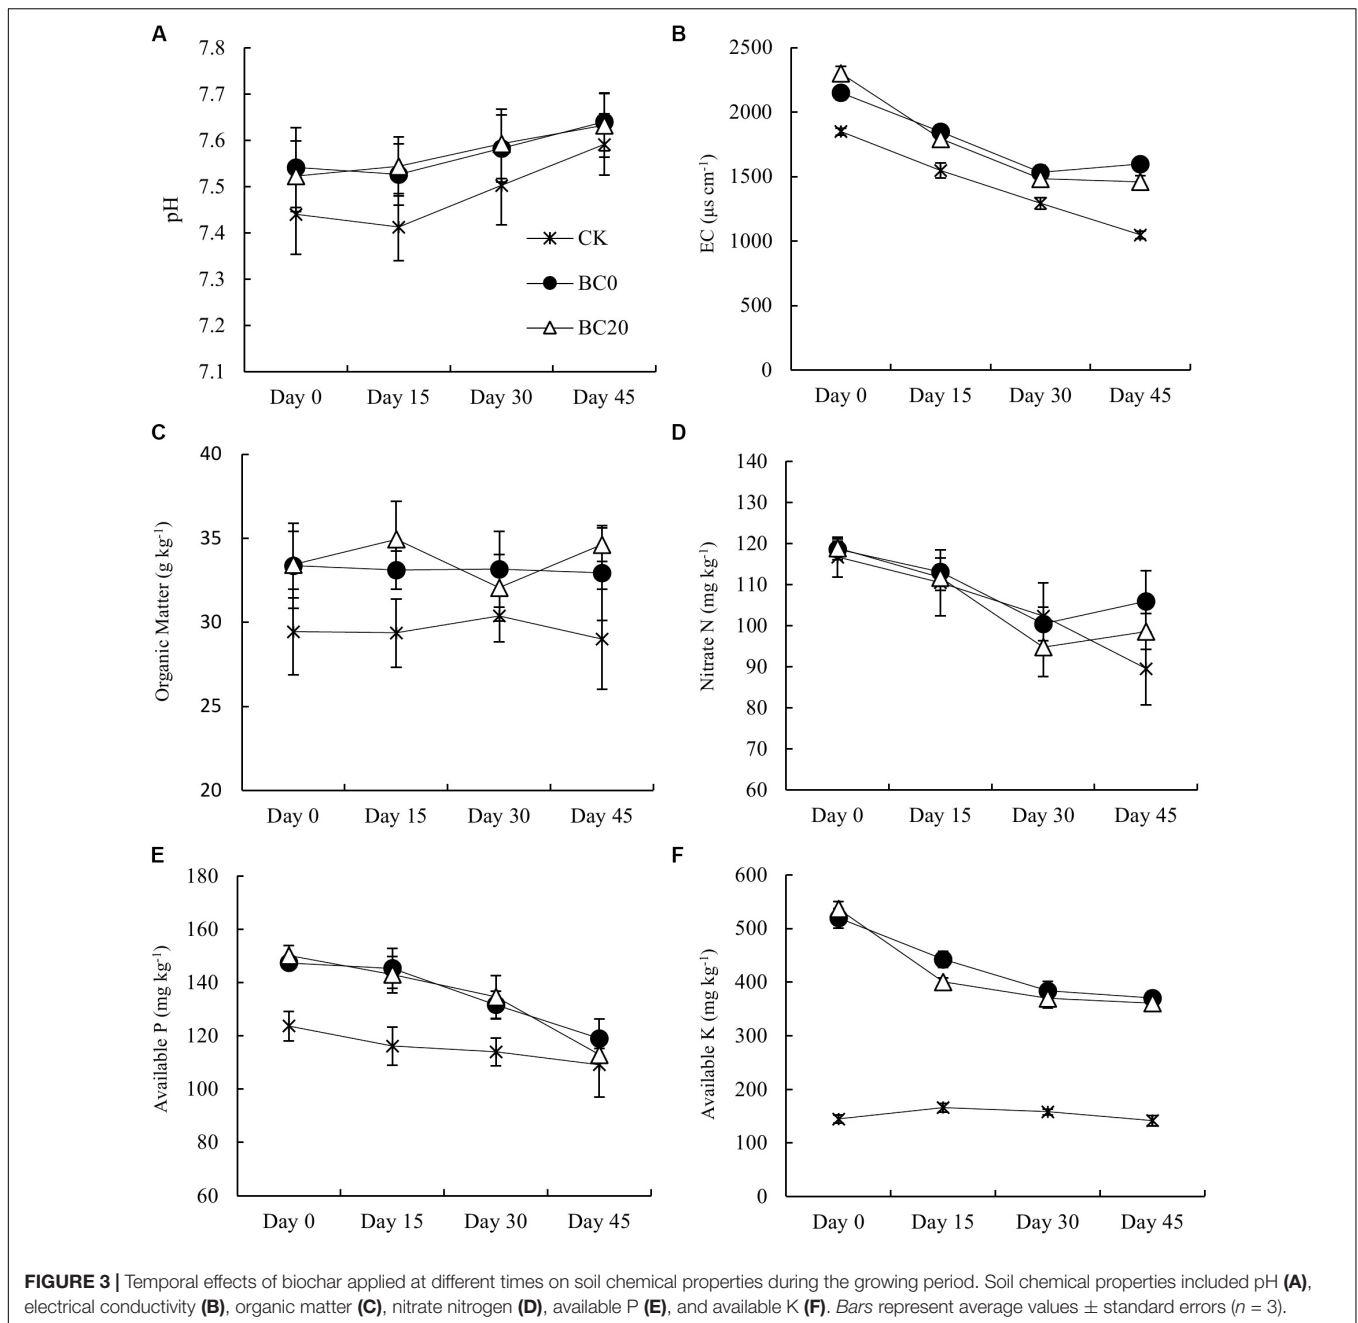 A
7.8
7.7
7.6
7.5
7.4
7.3
7.2
7.1
pH
CK
BC0
BC20
Day 0 Day 15 Day 30 Day 45
B
2500
2000
1500
1000
500
0
EC (µs cm⁻¹)
Day 0 Day 15 Day 30 Day 45
C
40
35
30
25
20
Organic Matter (g kg⁻¹)
Day 0 Day 15 Day 30 Day 45
D
140
130
120
110
100
90
80
70
60
Nitrate N (mg kg⁻¹)
Day 0 Day 15 Day 30 Day 45
E
180
160
140
120
100
80
60
Available P (mg kg⁻¹)
Day 0 Day 15 Day 30 Day 45
F
600
500
400
300
200
100
0
Available K (mg kg⁻¹)
Day 0 Day 15 Day 30 Day 45
FIGURE 3 | Temporal effects of biochar applied at different times on soil chemical properties during the growing period. Soil chemical properties included pH (A),
electrical conductivity (B), organic matter (C), nitrate nitrogen (D), available P (E), and available K (F). Bars represent average values ± standard errors (n = 3).